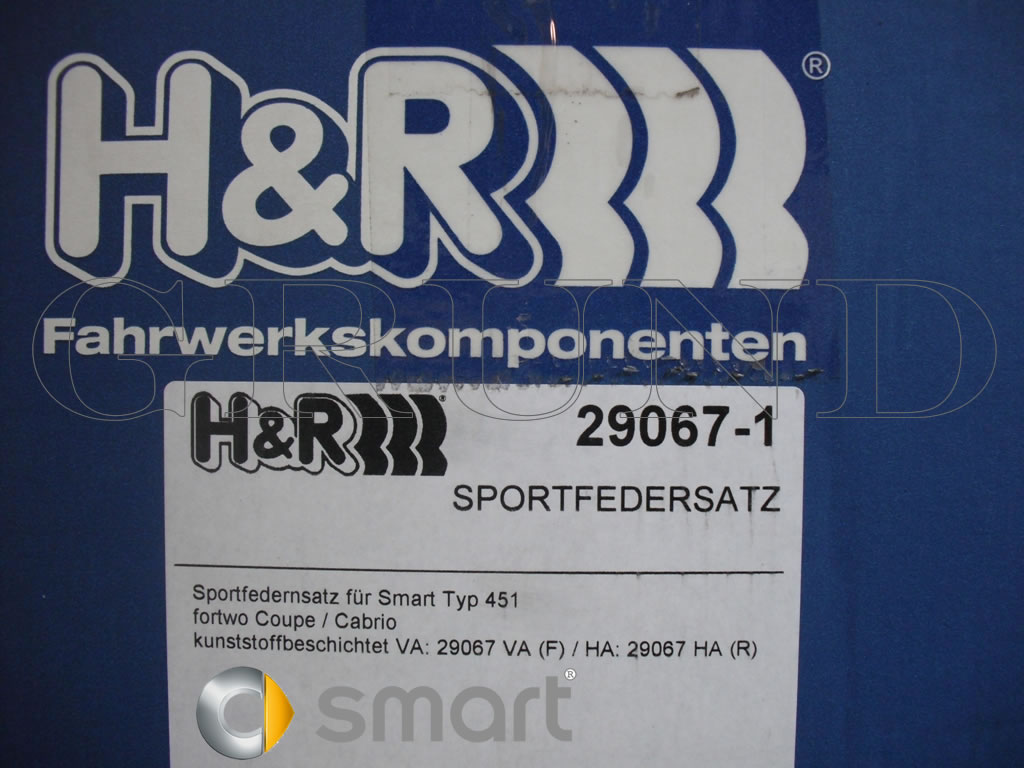 H&R®
Fahrwerkskomponenten
GRUND
H&R®
29067-1
SPORTFEDERSATZ
Sportfedernsatz für Smart Typ 451
fortwo Coupe / Cabrio
kunststoffbeschichtet VA: 29067 VA (F) / HA: 29067 HA (R)
smart®